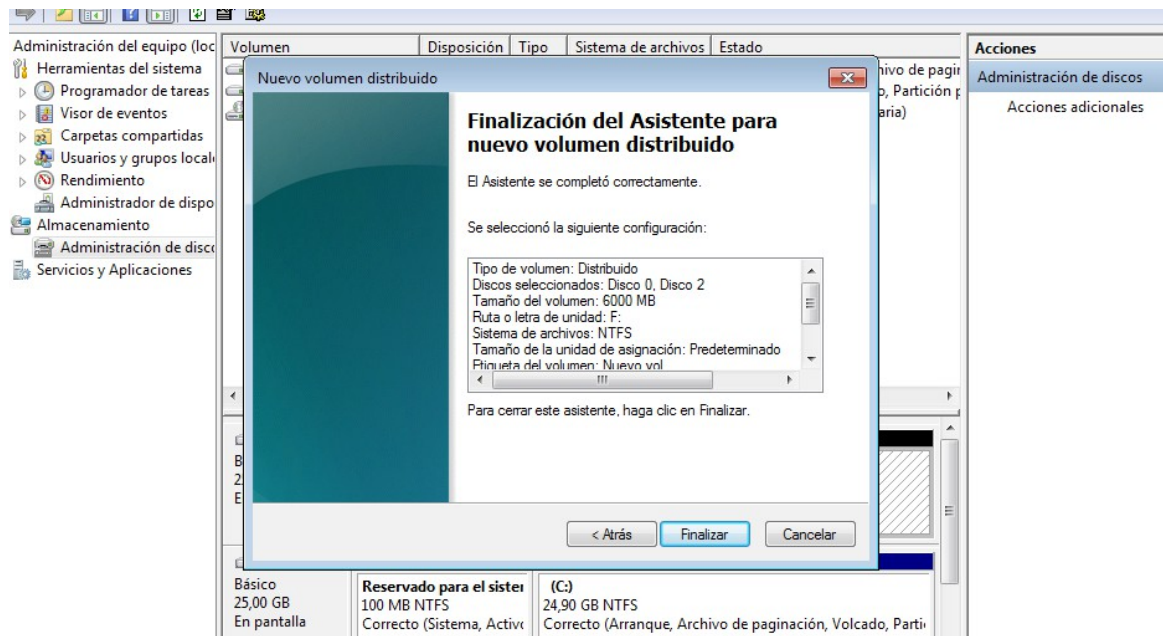 Administración del equipo (loc
Herramientas del sistema
Programador de tareas
Visor de eventos
Carpetas compartidas
Usuarios y grupos local
Rendimiento
Administrador de dispo
Almacenamiento
Administración de disco
Servicios y Aplicaciones
Volumen Disposición Tipo Sistema de archivos Estado
hivo de pagin
o, Partición p
aria)
Nuevo volumen distribuido
Finalización del Asistente para
nuevo volumen distribuido
El Asistente se completó correctamente.
Se seleccionó la siguiente configuración:
Tipo de volumen: Distribuido
Discos seleccionados: Disco 0, Disco 2
Tamaño del volumen: 6000 MB
Ruta o letra de unidad: F:
Sistema de archivos: NTFS
Tamaño de la unidad de asignación: Predeterminado
Etiqueta del volumen: Nuevo vol
Para cerrar este asistente, haga clic en Finalizar.
< Atrás Finalizar Cancelar
B
2
E
Básico
25,00 GB
En pantalla
Reservado para el sister
100 MB NTFS
Correcto (Sistema, Activo
(C:)
24,90 GB NTFS
Correcto (Arranque, Archivo de paginación, Volcado, Parti
Acciones
Administración de discos
Acciones adicionales